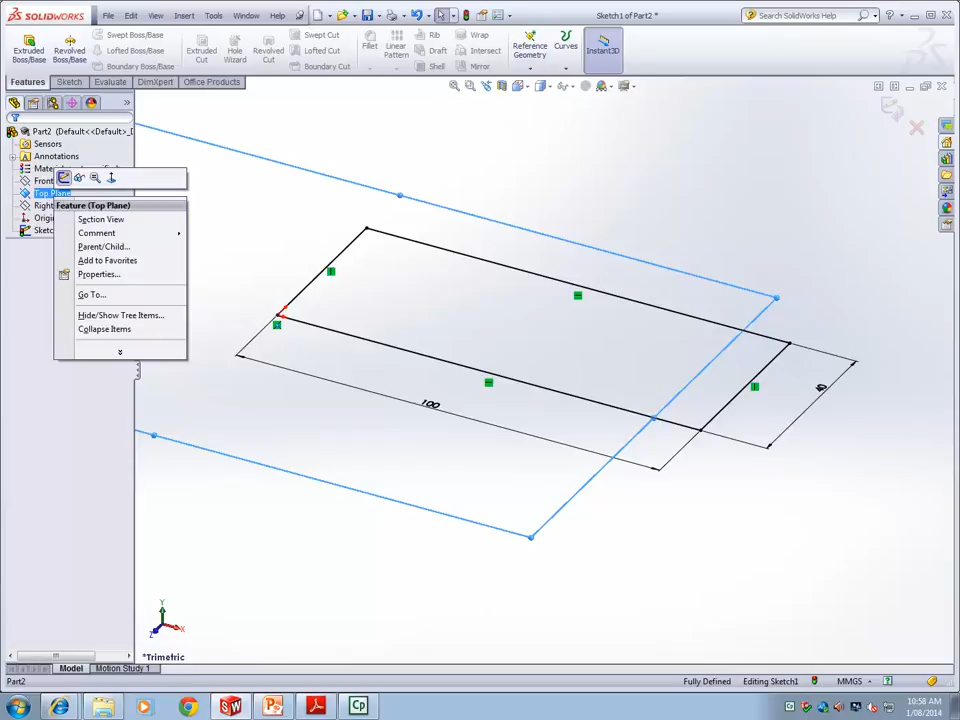 SOLIDWORKS File Edit View Insert Tools Window Help Sketch1 of Part2 * Search SolidWorks Help
Extruded Boss/Base
Revolved Boss/Base
Swept Boss/Base
Lofted Boss/Base
Boundary Boss/Base
Extruded Cut
Hole Wizard
Revolved Cut
Swept Cut
Lofted Cut
Boundary Cut
Fillet
Linear Pattern
Rib
Draft
Shell
Wrap
Intersect
Mirror
Reference Geometry
Curves
Instant3D
Features Sketch Evaluate DimXpert Office Products
Part2 (Default<<Default>_D
Sensors
Annotations
Front
Top Plane
Right
Origi
Sketc
Feature (Top Plane)
Section View
Comment
Parent/Child...
Add to Favorites
Properties...
Go To...
Hide/Show Tree Items...
Collapse Items
100
Y
X
Z
*Trimetric
Model Motion Study 1
Part2 Fully Defined Editing Sketch1 MMGS
10:58 AM
1/08/2014